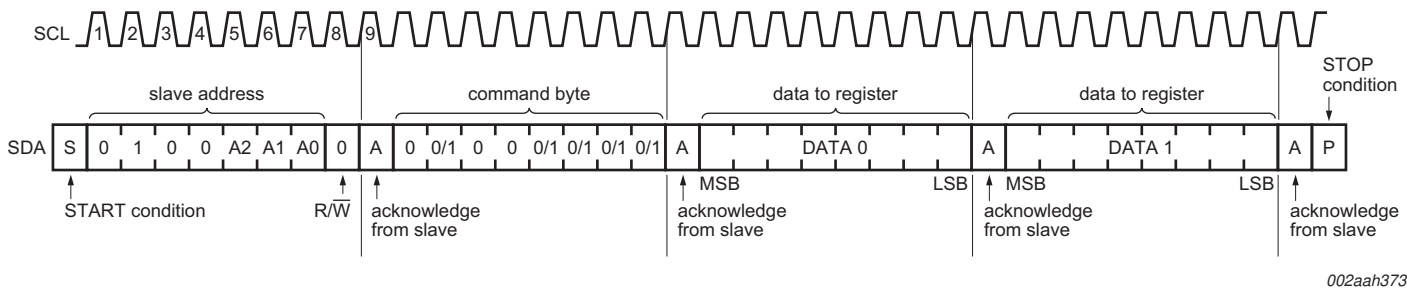 SCL 1 2 3 4 5 6 7 8 9
STOP
condition
slave address command byte data to register data to register
SDA S 0 1 0 0 A2 A1 A0 0 A 0 0/1 0 0 0/1 0/1 0/1 0/1 A DATA 0 A DATA 1 A P
MSB LSB MSB LSB
START condition R/W̅ acknowledge
from slave acknowledge
from slave acknowledge
from slave acknowledge
from slave
002aah373